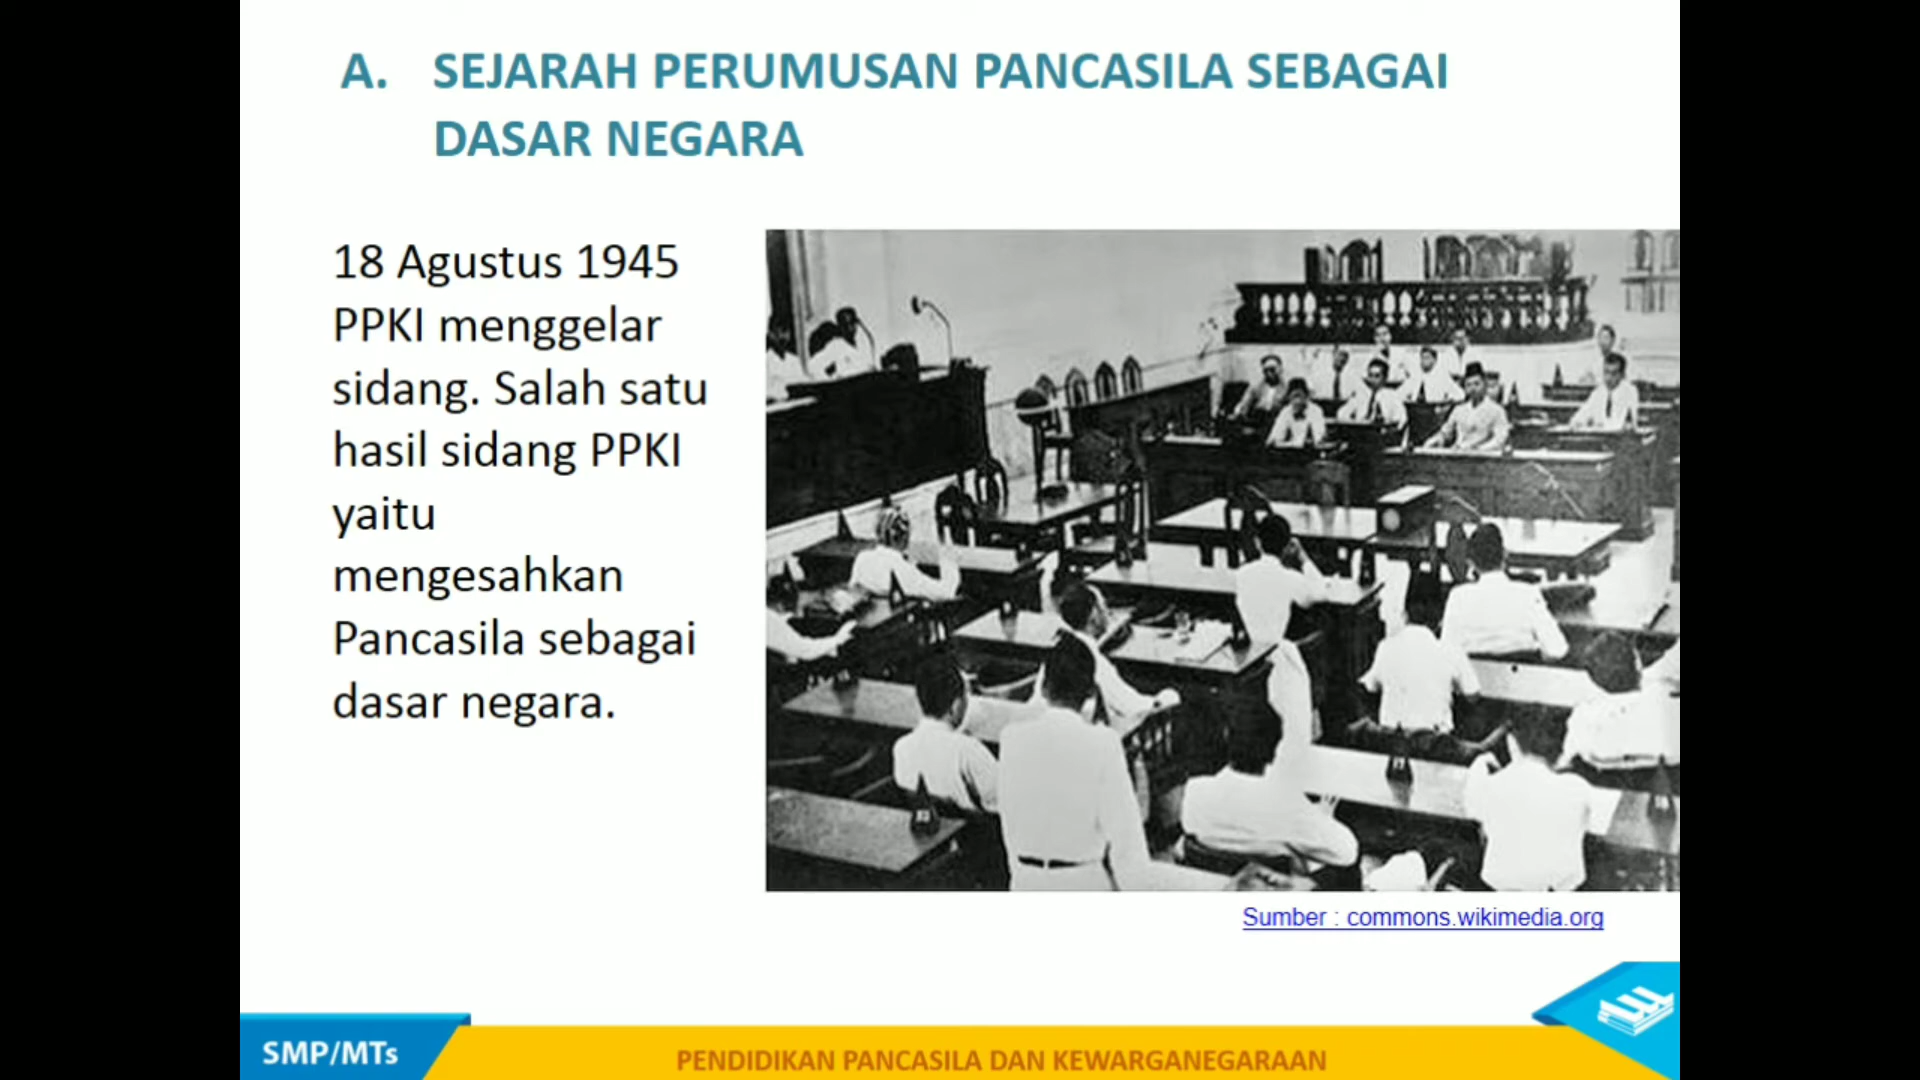 A. SEJARAH PERUMUSAN PANCASILA SEBAGAI
DASAR NEGARA
18 Agustus 1945
PPKI menggelar
sidang. Salah satu
hasil sidang PPKI
yaitu
mengesahkan
Pancasila sebagai
dasar negara.
Sumber : commons.wikimedia.org
SMP/MTs
PENDIDIKAN PANCASILA DAN KEWARGANEGARAAN